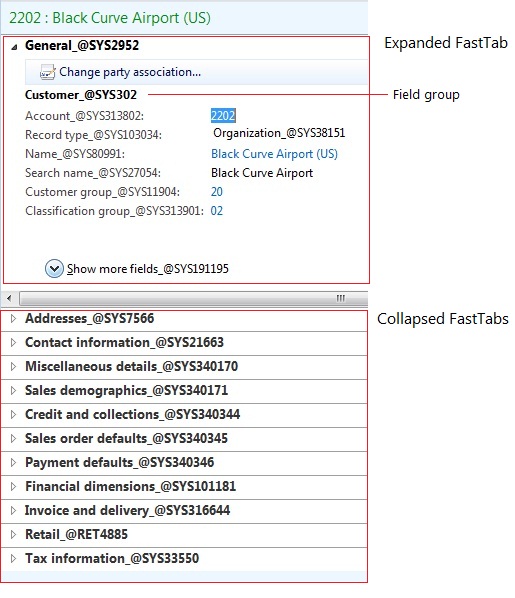 2202 : Black Curve Airport (US)
General_@SYS2952
Expanded FastTab
Change party association...
Customer_@SYS302
Field group
Account_@SYS313802: 2202
Record type_@SYS103034: Organization_@SYS38151
Name_@SYS80991: Black Curve Airport (US)
Search name_@SYS27054: Black Curve Airport
Customer group_@SYS11904: 20
Classification group_@SYS313901: 02
Show more fields_@SYS191195
Addresses_@SYS7566
Collapsed FastTabs
Contact information_@SYS21663
Miscellaneous details_@SYS340170
Sales demographics_@SYS340171
Credit and collections_@SYS340344
Sales order defaults_@SYS340345
Payment defaults_@SYS340346
Financial dimensions_@SYS101181
Invoice and delivery_@SYS316644
Retail_@RET4885
Tax information_@SYS33550